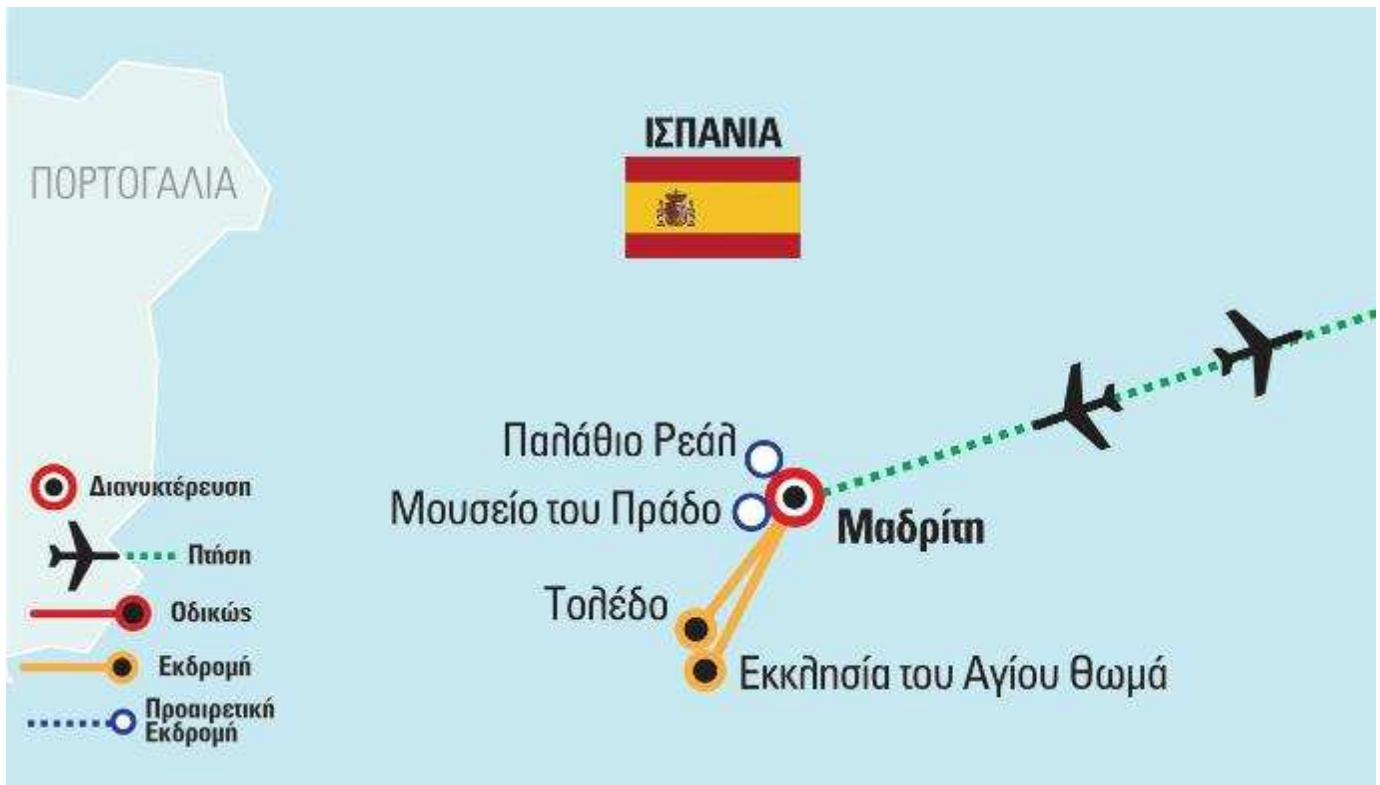 ΙΣΠΑΝΙΑ
ΠΟΡΤΟΓΑΛΙΑ
Παλάθιο Ρεάλ
Μουσείο του Πράδο
Μαδρίτη
Τολέδο
Εκκλησία του Αγίου Θωμά
Διανυκτέρευση
Πτήση
Οδικώς
Εκδρομή
Προαιρετική
Εκδρομή